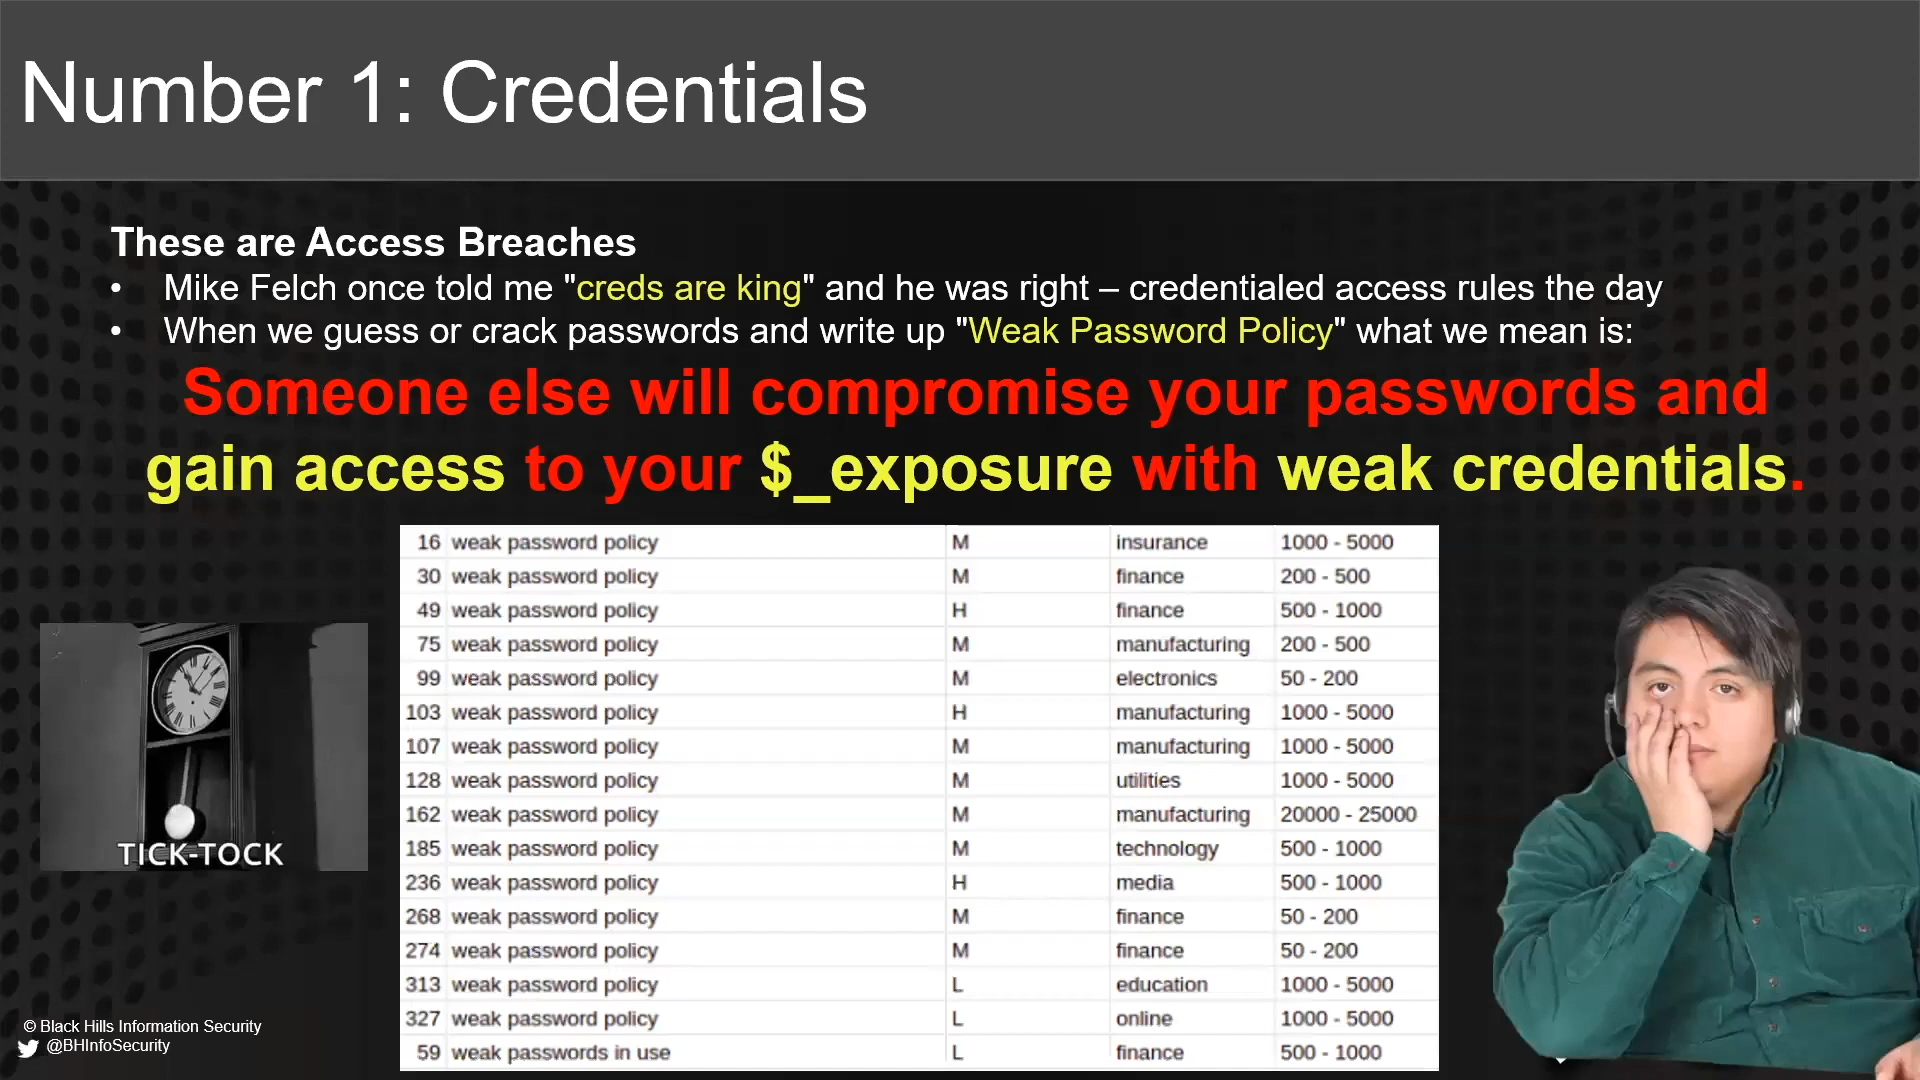 Number 1: Credentials
These are Access Breaches
• Mike Felch once told me "creds are king" and he was right – credentialed access rules the day
• When we guess or crack passwords and write up "Weak Password Policy" what we mean is:
Someone else will compromise your passwords and
gain access to your $_exposure with weak credentials.
16 weak password policy M insurance 1000 - 5000
30 weak password policy M finance 200 - 500
49 weak password policy H finance 500 - 1000
75 weak password policy M manufacturing 200 - 500
99 weak password policy M electronics 50 - 200
103 weak password policy H manufacturing 1000 - 5000
107 weak password policy M manufacturing 1000 - 5000
128 weak password policy M utilities 1000 - 5000
162 weak password policy M manufacturing 20000 - 25000
185 weak password policy M technology 500 - 1000
236 weak password policy H media 500 - 1000
268 weak password policy M finance 50 - 200
274 weak password policy M finance 50 - 200
313 weak password policy L education 1000 - 5000
327 weak password policy L online 1000 - 5000
59 weak passwords in use L finance 500 - 1000
TICK-TOCK
© Black Hills Information Security
@BHInfoSecurity